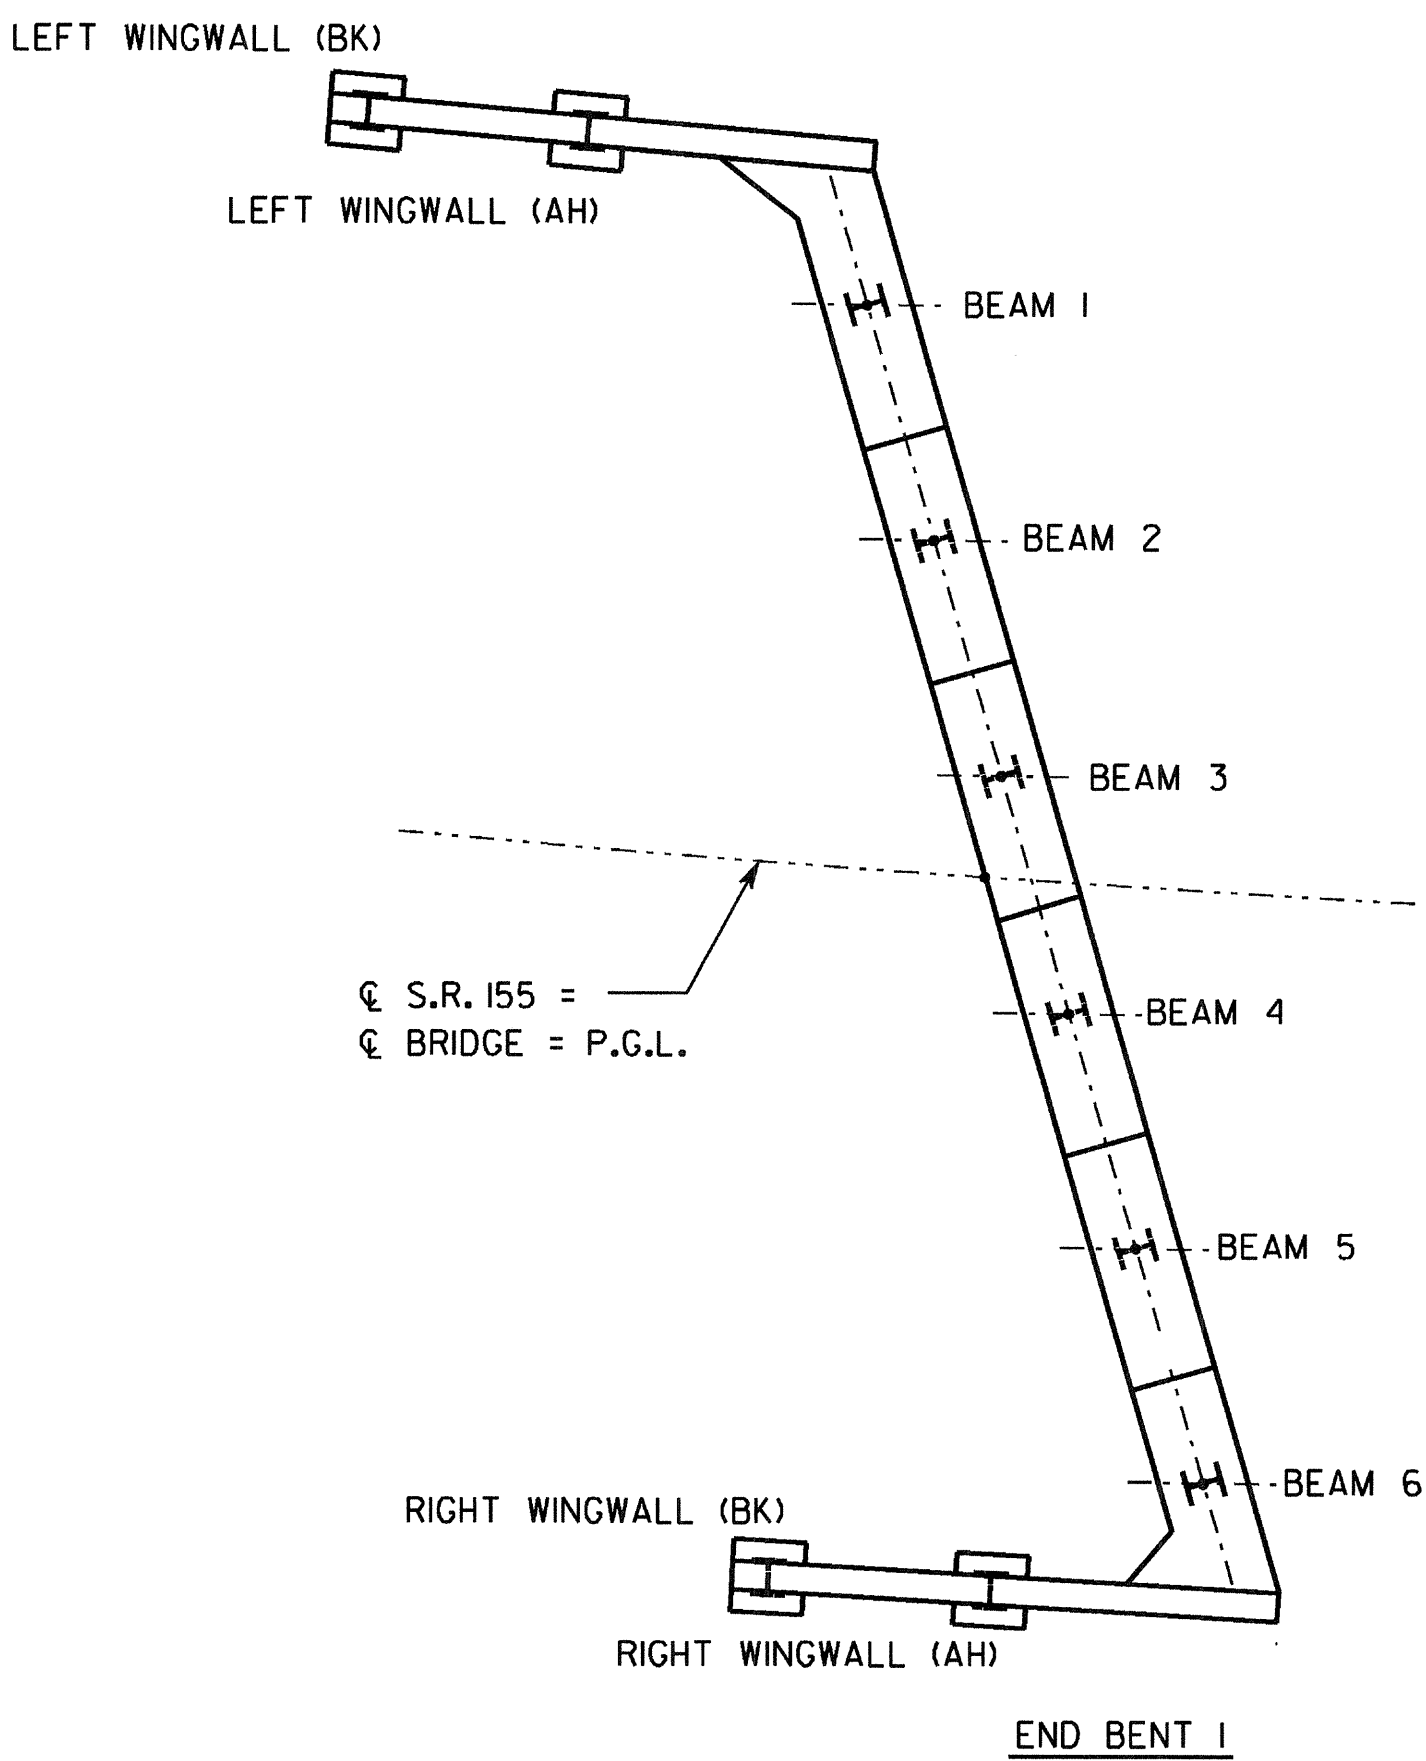 LEFT WINGWALL (BK)
LEFT WINGWALL (AH)
BEAM 1
BEAM 2
BEAM 3
℄ S.R. 155 =
℄ BRIDGE = P.G.L.
BEAM 4
BEAM 5
BEAM 6
RIGHT WINGWALL (BK)
RIGHT WINGWALL (AH)
END BENT 1